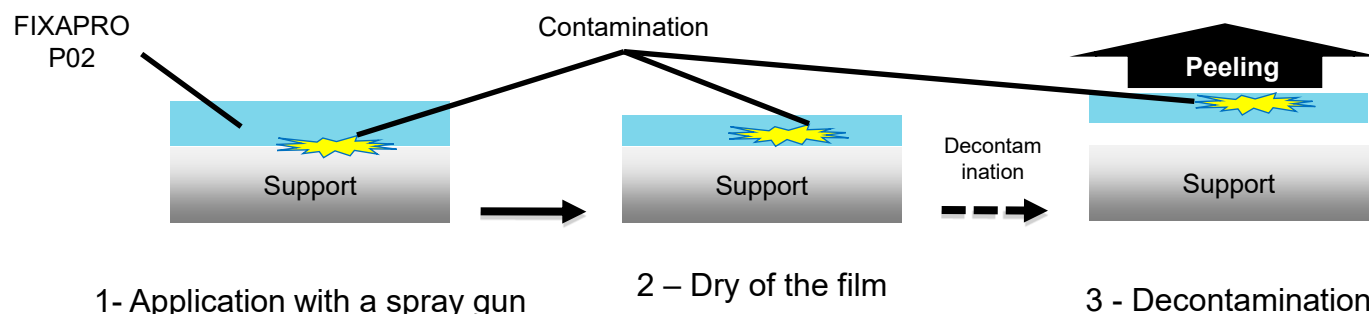 FIXAPRO
P02
Contamination
Peeling
Support
Support
Decontam
ination
Support
1- Application with a spray gun
2 – Dry of the film
3 - Decontamination